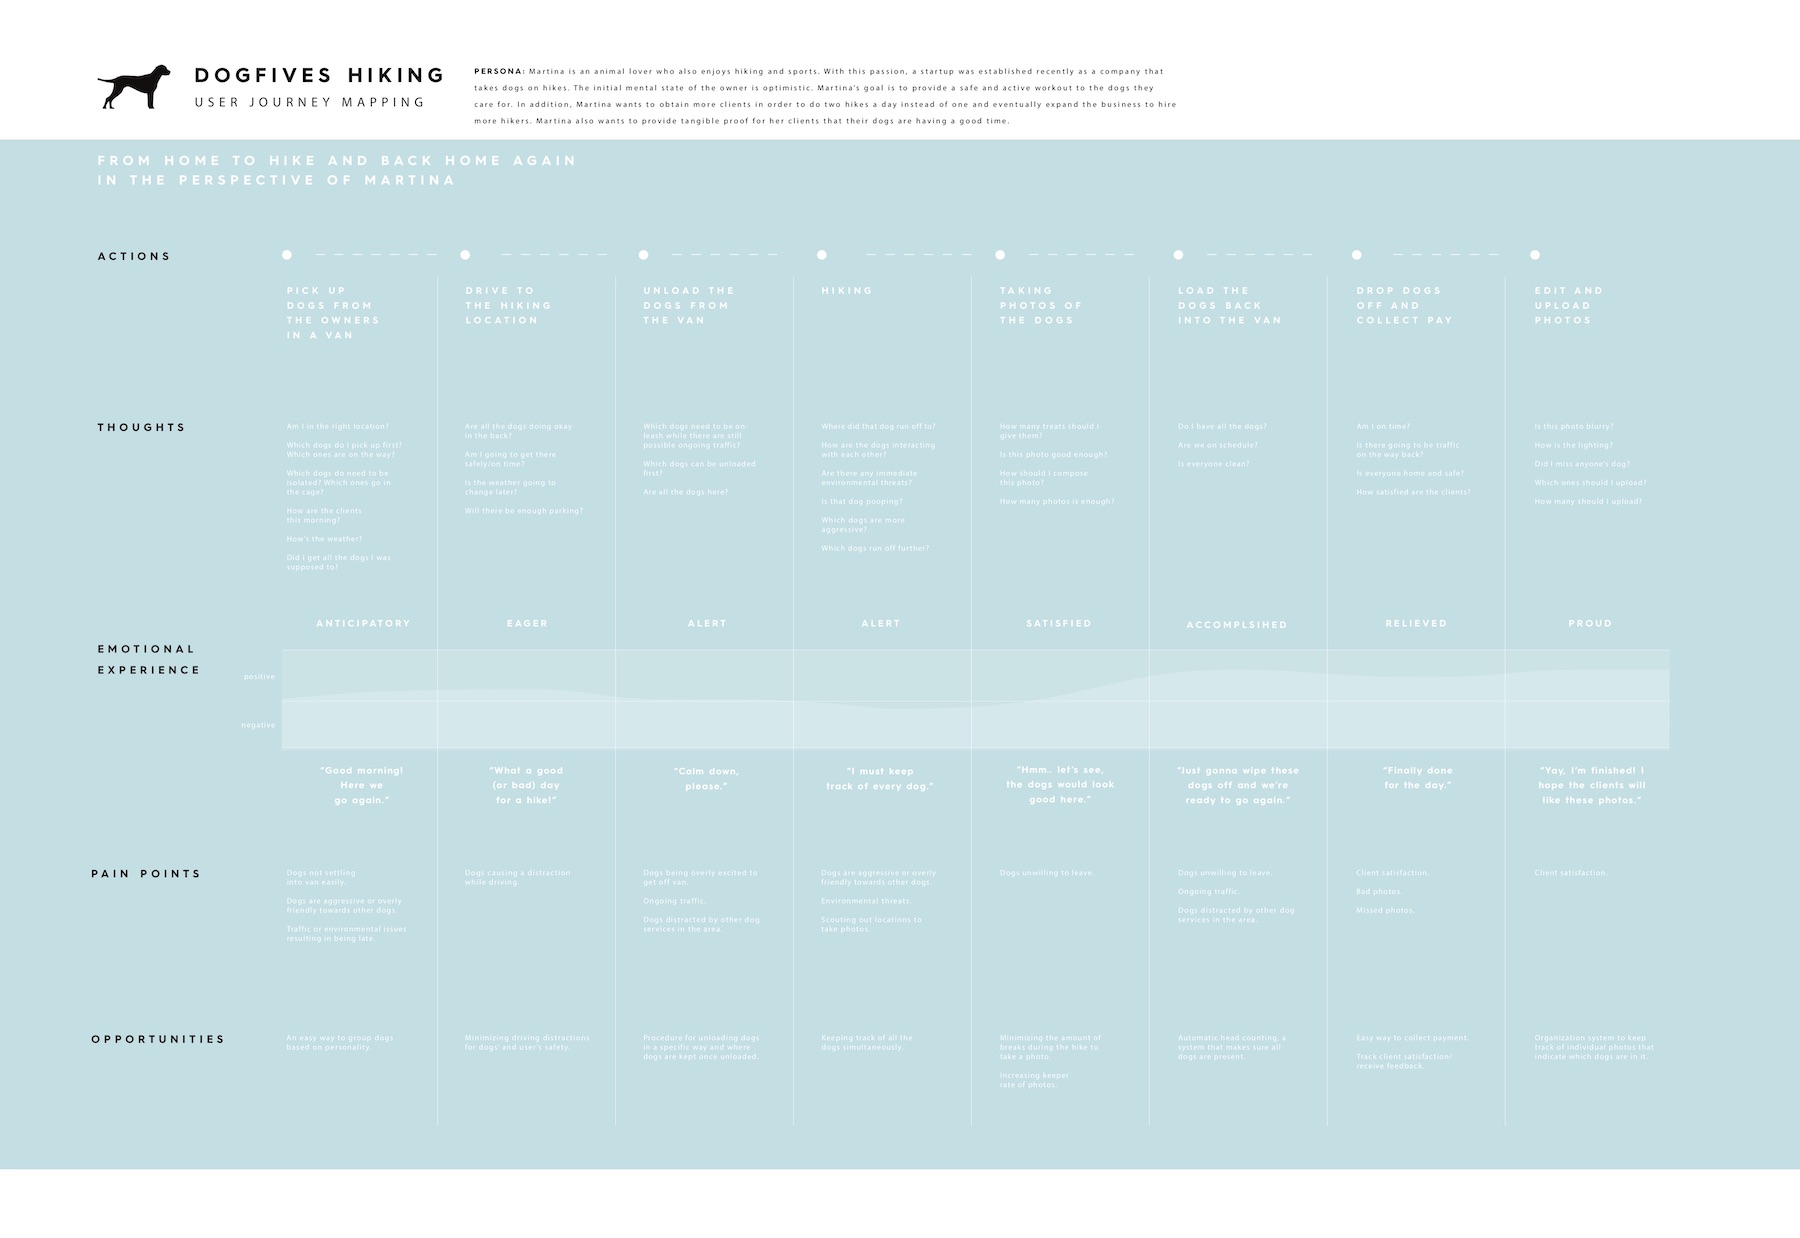 DOGFIVES HIKING
USER JOURNEY MAPPING
PERSONA: Martina is an animal lover who also enjoys hiking and sports. With this passion, a startup was established recently as a company that
takes dogs on hikes. The initial mental state of the owner is optimistic. Martina's goal is to provide a safe and active workout to the dogs they
care for. In addition, Martina wants to obtain more clients in order to do two hikes a day instead of one and eventually expand the business to hire
more hikers. Martina also wants to provide tangible proof for her clients that their dogs are having a good time.
FROM HOME TO HIKE AND BACK HOME AGAIN
IN THE PERSPECTIVE OF MARTINA
ACTIONS
PICK UP
DOGS FROM
THE OWNERS
IN A VAN
DRIVE TO
THE HIKING
LOCATION
UNLOAD THE
DOGS FROM
THE VAN
HIKING
TAKING
PHOTOS OF
THE DOGS
LOAD THE
DOGS BACK
INTO THE VAN
DROP DOGS
OFF AND
COLLECT PAY
EDIT AND
UPLOAD
PHOTOS
THOUGHTS
Am I in the right location?
Which dogs do I pick up first?
Which ones are on the way?
Which dogs do need to be
isolated? Which ones go in
the cage?
How are the clients
this morning?
How's the weather?
Did I get all the dogs I was
supposed to?
Are all the dogs doing okay
in the back?
Am I going to get there
safely/on time?
Is the weather going to
change later?
Will there be enough parking?
Which dogs need to be on-
leash while there are still
possible ongoing traffic?
Which dogs can be unloaded
first?
Are all the dogs here?
Where did that dog run off to?
How are the dogs interacting
with each other?
Are there any immediate
environmental threats?
Is that dog pooping?
Which dogs are more
aggressive?
Which dogs run off further?
How many treats should I
give them?
Is this photo good enough?
How should I compose
this photo?
How many photos is enough?
Do I have all the dogs?
Are we on schedule?
Is everyone clean?
Am I on time?
Is there going to be traffic
on the way back?
Is everyone home and safe?
How satisfied are the clients?
Is this photo blurry?
How is the lighting?
Did I miss anyone's dog?
Which ones should I upload?
How many should I upload?
EMOTIONAL
EXPERIENCE
positive
negative
ANTICIPATORY
EAGER
ALERT
ALERT
SATISFIED
ACCOMPLSIHED
RELIEVED
PROUD
"Good morning!
Here we
go again."
"What a good
(or bad) day
for a hike!"
"Calm down,
please."
"I must keep
track of every dog."
"Hmm.. let's see,
the dogs would look
good here."
"Just gonna wipe these
dogs off and we're
ready to go again."
"Finally done
for the day."
"Yay, I'm finished! I
hope the clients will
like these photos."
PAIN POINTS
Dogs not settling
into van easily.
Dogs are aggressive or overly
friendly towards other dogs.
Traffic or environmental issues
resulting in being late.
Dogs causing a distraction
while driving.
Dogs being overly excited to
get off van.
Ongoing traffic.
Dogs distracted by other dog
services in the area.
Dogs are aggressive or overly
friendly towards other dogs.
Environmental threats.
Scouting out locations to
take photos.
Dogs unwilling to leave.
Dogs unwilling to leave.
Ongoing traffic.
Dogs distracted by other dog
services in the area.
Client satisfaction.
Bad photos.
Missed photos.
Client satisfaction.
OPPORTUNITIES
An easy way to group dogs
based on personality.
Minimizing driving distractions
for dogs' and user's safety.
Procedure for unloading dogs
in a specific way and where
dogs are kept once unloaded.
Keeping track of all the
dogs simultaneously.
Minimizing the amount of
breaks during the hike to
take a photo.
Increasing keeper
rate of photos.
Automatic head counting, a
system that makes sure all
dogs are present.
Easy way to collect payment.
Track client satisfaction/
receive feedback.
Organization system to keep
track of individual photos that
indicate which dogs are in it.